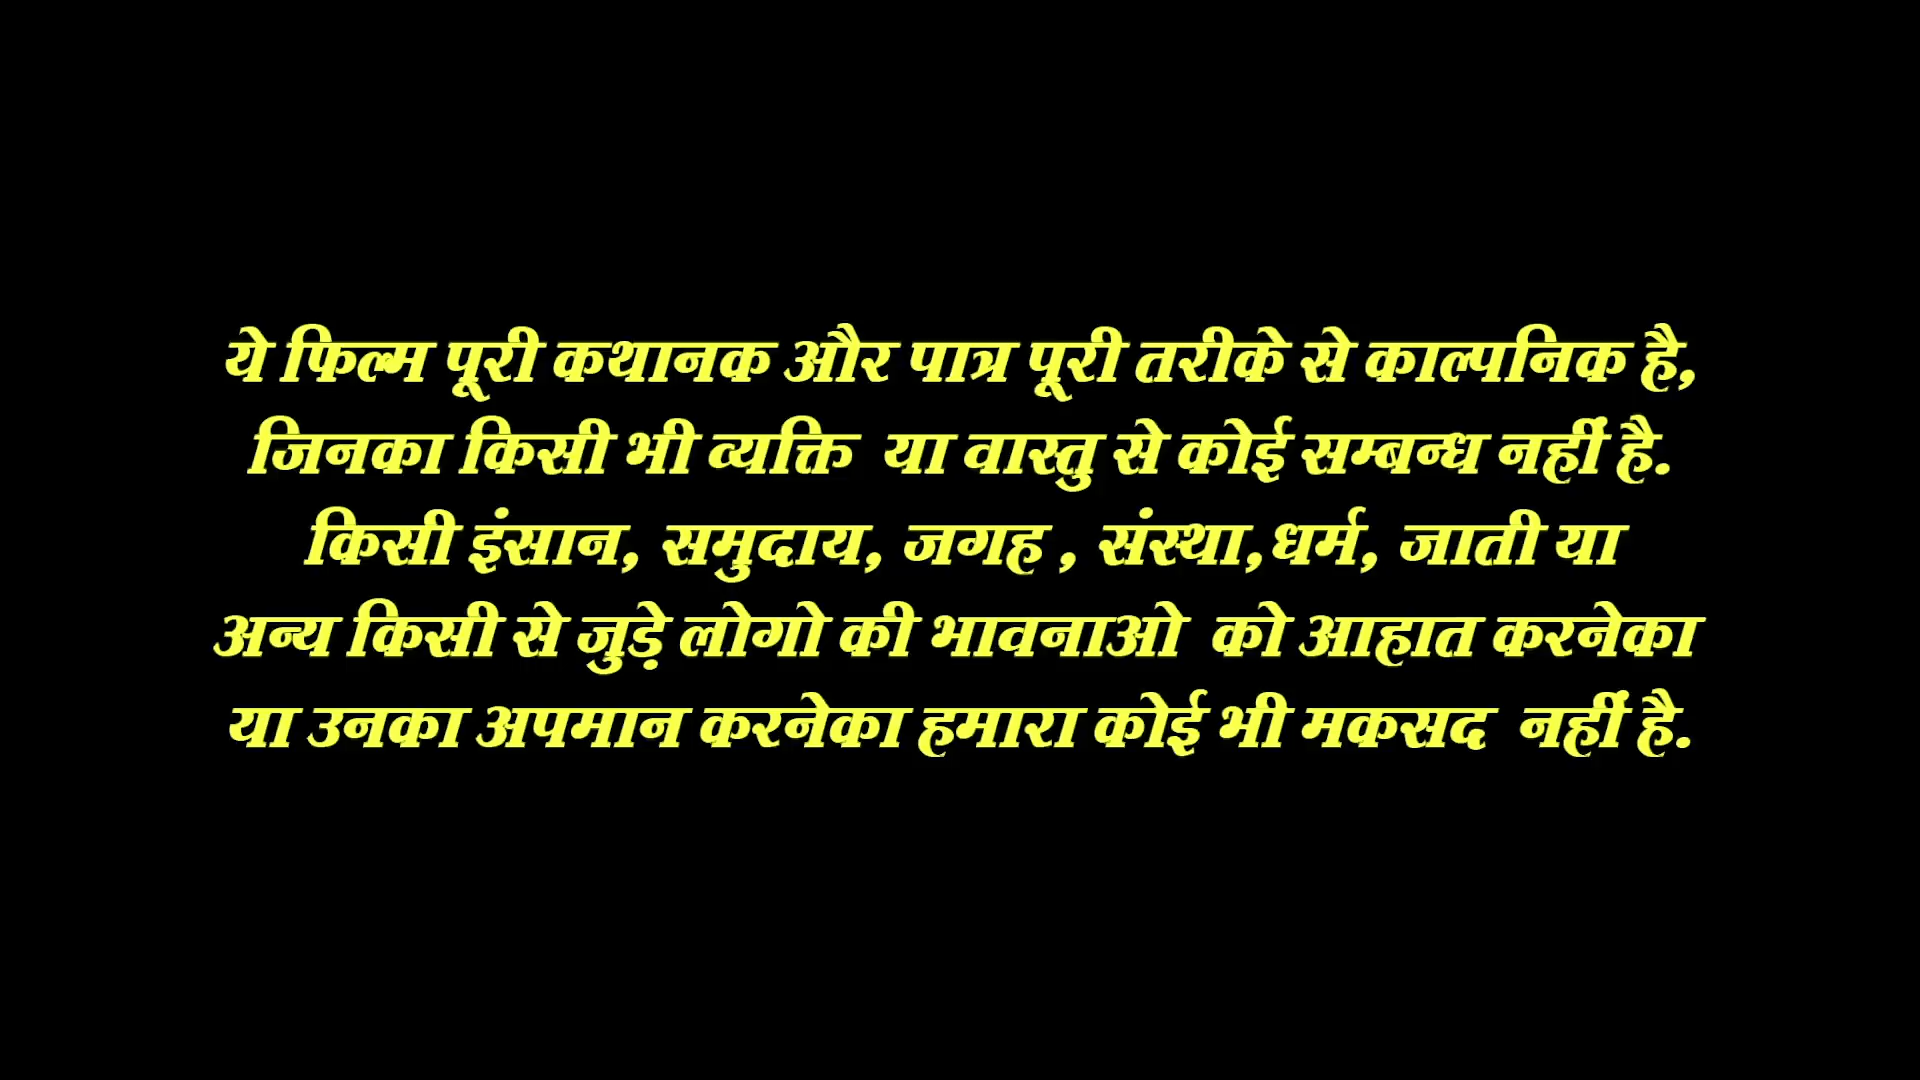 ये फिल्म पूरी कथानक और पात्र पूरी तरीके से काल्पनिक है,
जिनका किसी भी व्यक्ति या वास्तु से कोई सम्बन्ध नहीं है.
किसी इंसान, समुदाय, जगह , संस्था,धर्म, जाती या
अन्य किसी से जुड़े लोगो की भावनाओ को आहात करनेका
या उनका अपमान करनेका हमारा कोई भी मकसद नहीं है.